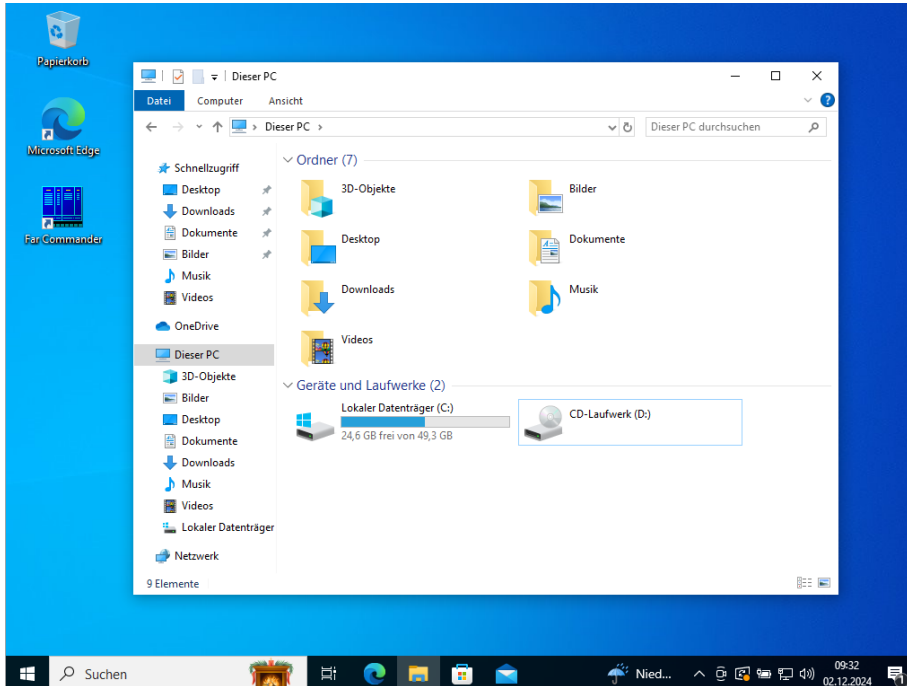 Papierkorb
Microsoft Edge
Far Commander
Dieser PC
Datei Computer Ansicht
Dieser PC
Dieser PC durchsuchen
Schnellzugriff
Desktop
Downloads
Dokumente
Bilder
Musik
Videos
OneDrive
Dieser PC
3D-Objekte
Bilder
Desktop
Dokumente
Downloads
Musik
Videos
Lokaler Datenträger
Netzwerk
Ordner (7)
3D-Objekte
Bilder
Desktop
Dokumente
Downloads
Musik
Videos
Geräte und Laufwerke (2)
Lokaler Datenträger (C:)
24,6 GB frei von 49,3 GB
CD-Laufwerk (D:)
9 Elemente
Suchen
Nied...
09:32
02.12.2024
1